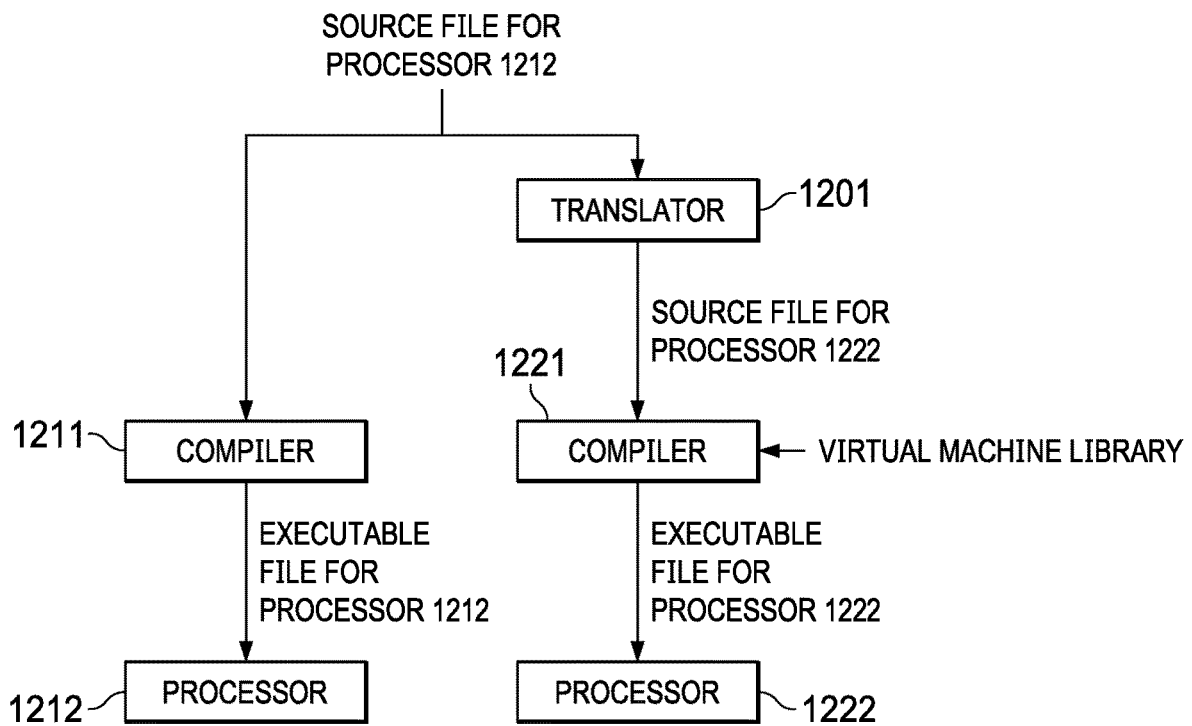 SOURCE FILE FOR
PROCESSOR 1212
TRANSLATOR
1201
SOURCE FILE FOR
PROCESSOR 1222
1221
1211
COMPILER
COMPILER
VIRTUAL MACHINE LIBRARY
EXECUTABLE
FILE FOR
PROCESSOR 1212
EXECUTABLE
FILE FOR
PROCESSOR 1222
1212
PROCESSOR
PROCESSOR
1222